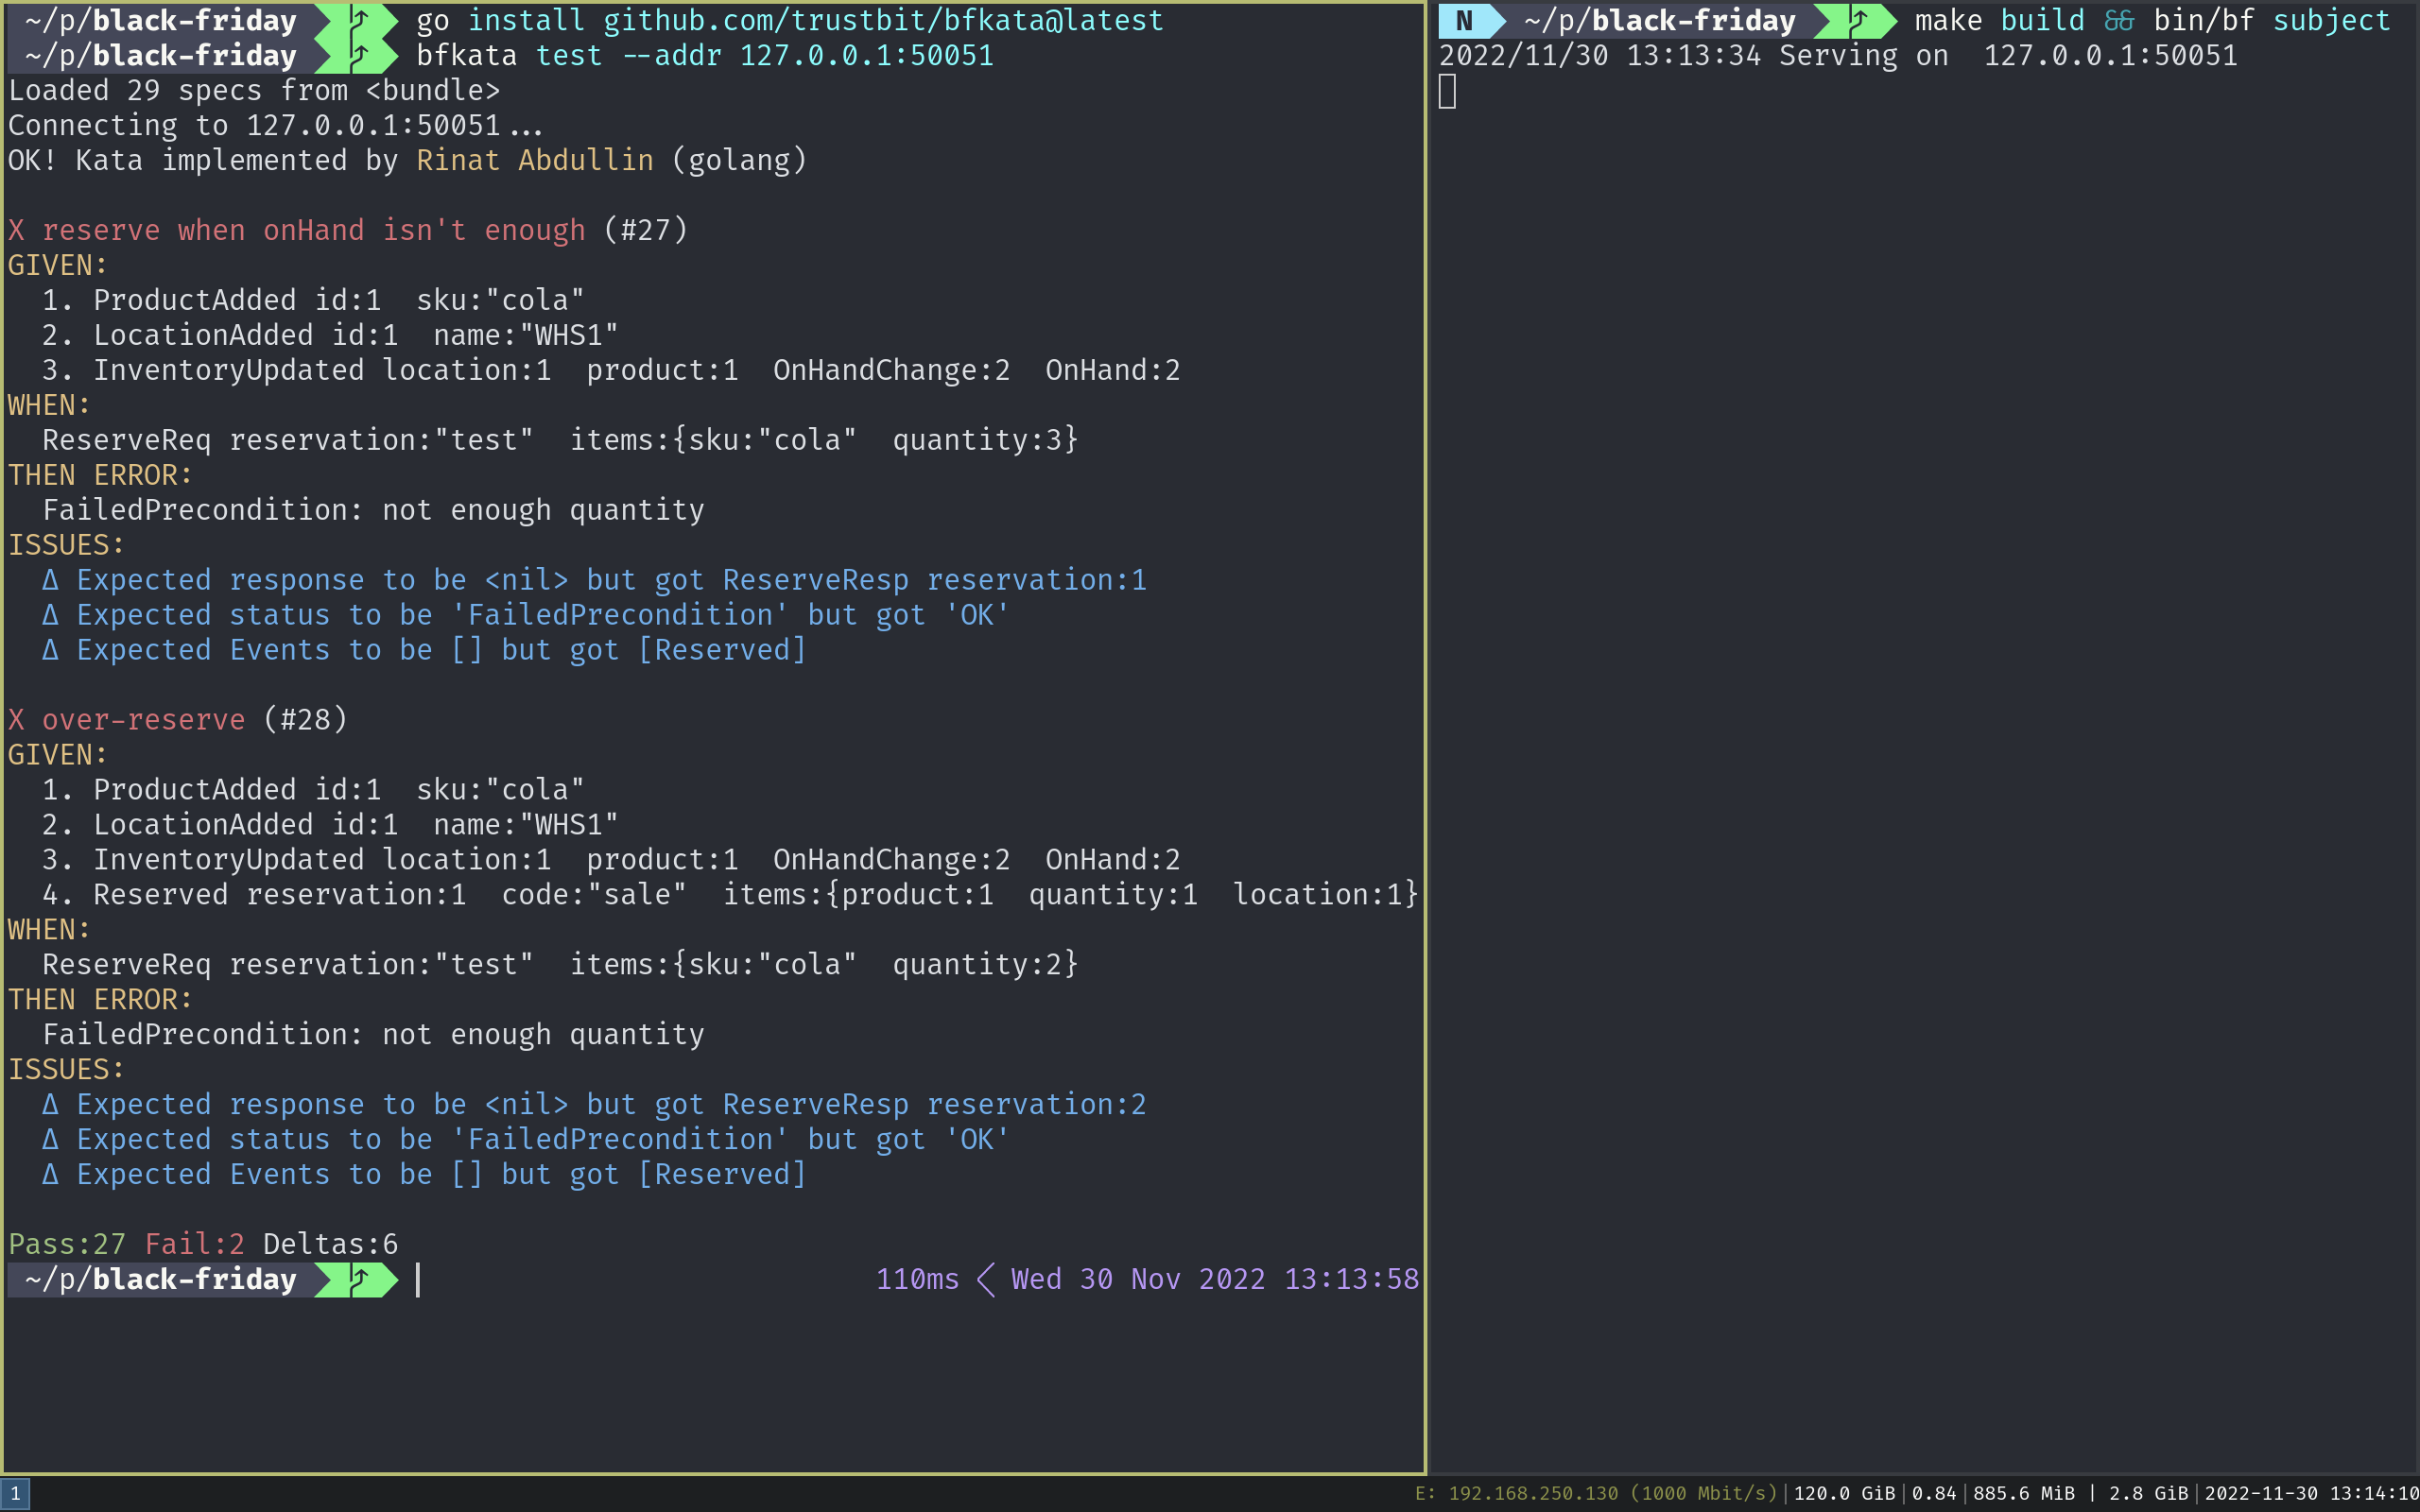 ~/p/black-friday go install github.com/trustbit/bfkata@latest
~/p/black-friday bfkata test --addr 127.0.0.1:50051
Loaded 29 specs from <bundle>
Connecting to 127.0.0.1:50051...
OK! Kata implemented by Rinat Abdullin (golang)
X reserve when onHand isn't enough (#27)
GIVEN:
1. ProductAdded id:1  sku:"cola"
2. LocationAdded id:1  name:"WHS1"
3. InventoryUpdated location:1  product:1  OnHandChange:2  OnHand:2
WHEN:
ReserveReq reservation:"test"  items:{sku:"cola"  quantity:3}
THEN ERROR:
FailedPrecondition: not enough quantity
ISSUES:
Δ Expected response to be <nil> but got ReserveResp reservation:1
Δ Expected status to be 'FailedPrecondition' but got 'OK'
Δ Expected Events to be [] but got [Reserved]
X over-reserve (#28)
GIVEN:
1. ProductAdded id:1  sku:"cola"
2. LocationAdded id:1  name:"WHS1"
3. InventoryUpdated location:1  product:1  OnHandChange:2  OnHand:2
4. Reserved reservation:1  code:"sale"  items:{product:1  quantity:1  location:1}
WHEN:
ReserveReq reservation:"test"  items:{sku:"cola"  quantity:2}
THEN ERROR:
FailedPrecondition: not enough quantity
ISSUES:
Δ Expected response to be <nil> but got ReserveResp reservation:2
Δ Expected status to be 'FailedPrecondition' but got 'OK'
Δ Expected Events to be [] but got [Reserved]
Pass:27 Fail:2 Deltas:6
~/p/black-friday 110ms < Wed 30 Nov 2022 13:13:58
N ~/p/black-friday make build && bin/bf subject
2022/11/30 13:13:34 Serving on  127.0.0.1:50051
1
E: 192.168.250.130 (1000 Mbit/s)|120.0 GiB|0.84|885.6 MiB | 2.8 GiB|2022-11-30 13:14:10